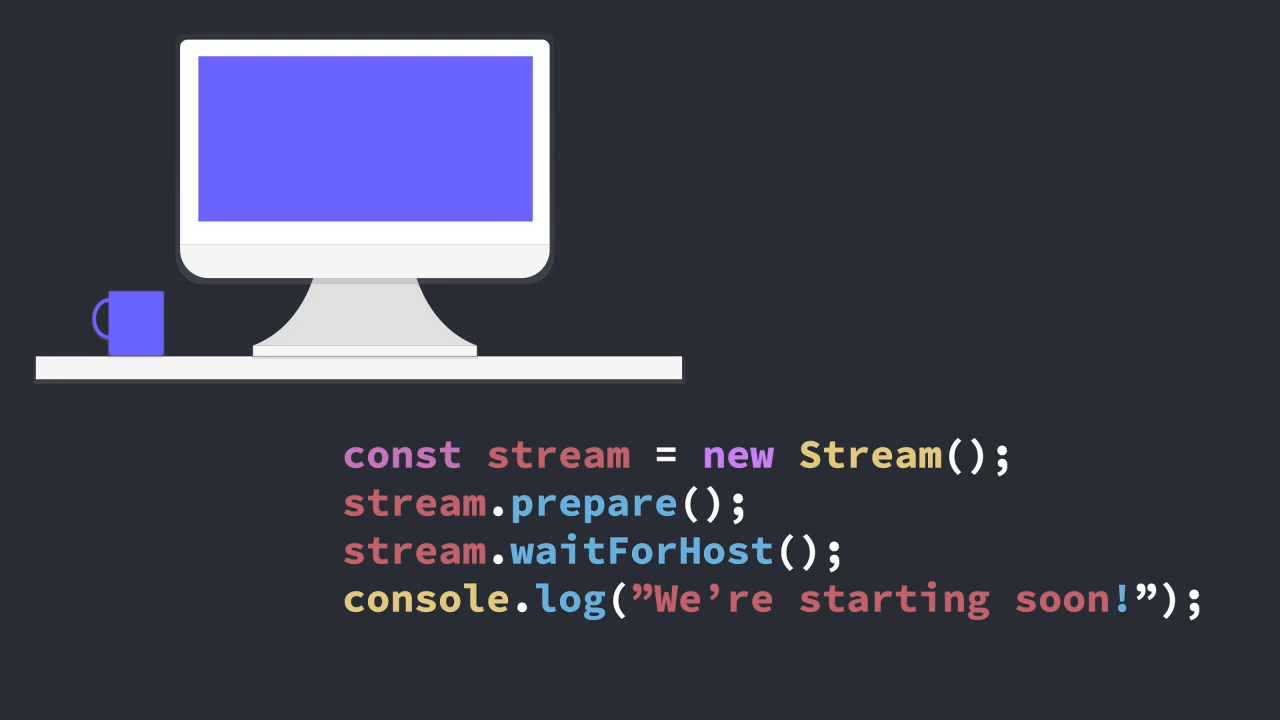 const stream = new Stream();
stream.prepare();
stream.waitForHost();
console.log(”We’re starting soon!”);